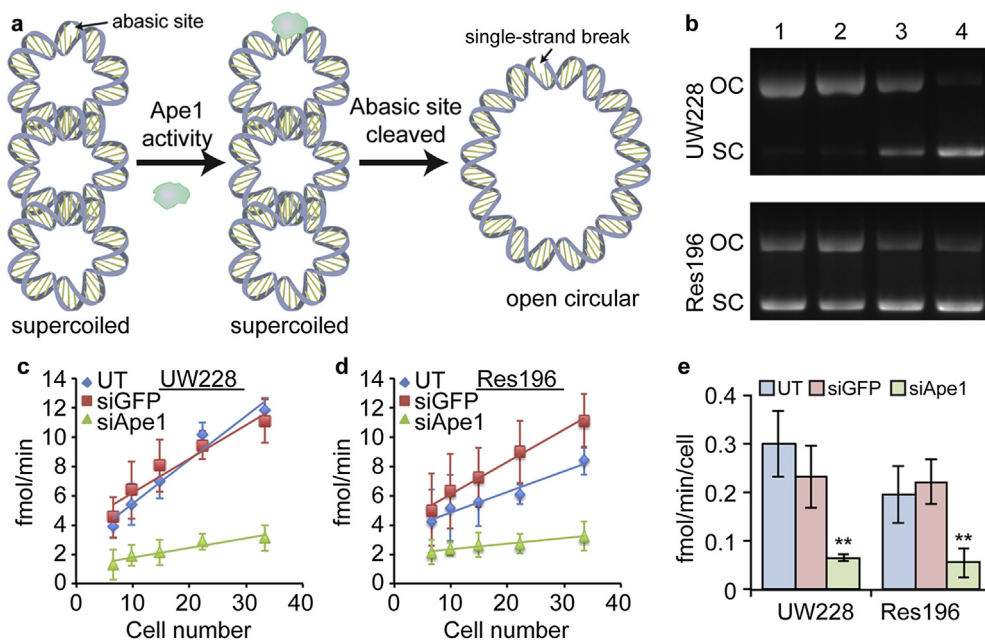 a
abasic site
Ape1
activity
Abasic site
cleaved
single-strand break
supercoiled
supercoiled
open circular
b
1 2 3 4
UW228
OC
SC
Res196
OC
SC
c
UT
siGFP
siApe1
UW228
fmol/min
14
12
10
8
6
4
2
0
0 10 20 30 40
Cell number
d
UT
siGFP
siApe1
Res196
fmol/min
14
12
10
8
6
4
2
0
0 10 20 30 40
Cell number
e
UT siGFP siApe1
fmol/min/cell
0.4
0.3
0.2
0.1
0
**
**
UW228 Res196